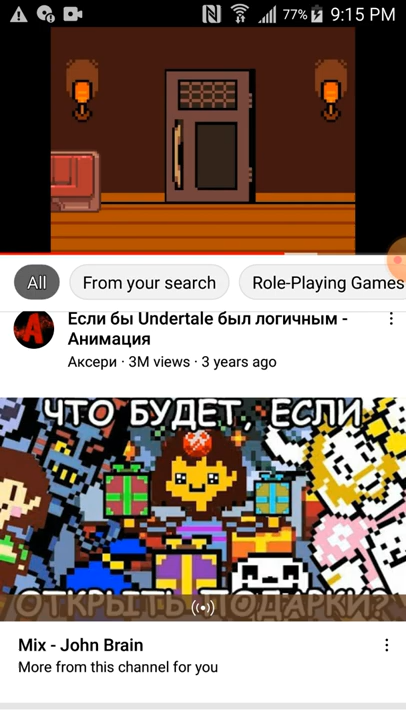 77% 9:15 PM
All From your search Role-Playing Games
Если бы Undertale был логичным -
Анимация
Аксери · 3M views · 3 years ago
ЧТО БУДЕТ, ЕСЛИ
ОТКРЫТЬ ПОДАРКИ?
Mix - John Brain
More from this channel for you